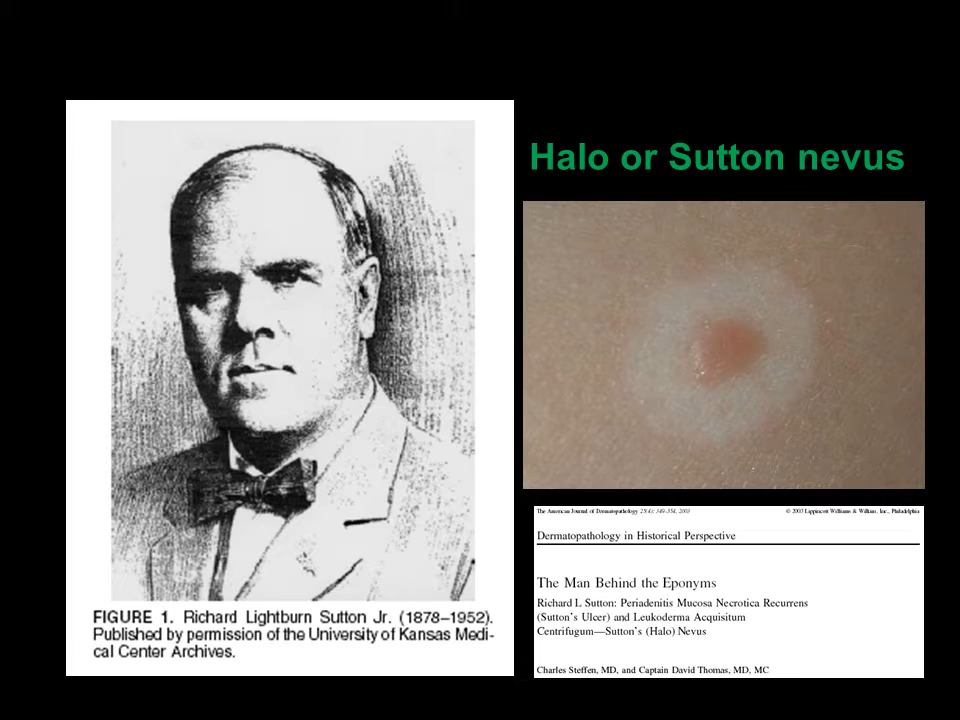 Halo or Sutton nevus
FIGURE 1. Richard Lightburn Sutton Jr. (1878–1952).
Published by permission of the University of Kansas Medi-
cal Center Archives.
The American Journal of Dermatopathology 25(4): 349–354, 2003
© 2003 Lippincott Williams & Wilkins, Inc., Philadelphia
Dermatopathology in Historical Perspective
The Man Behind the Eponyms
Richard L Sutton: Periadenitis Mucosa Necrotica Recurrens
(Sutton's Ulcer) and Leukoderma Acquisitum
Centrifugum—Sutton's (Halo) Nevus
Charles Steffen, MD, and Captain David Thomas, MD, MC